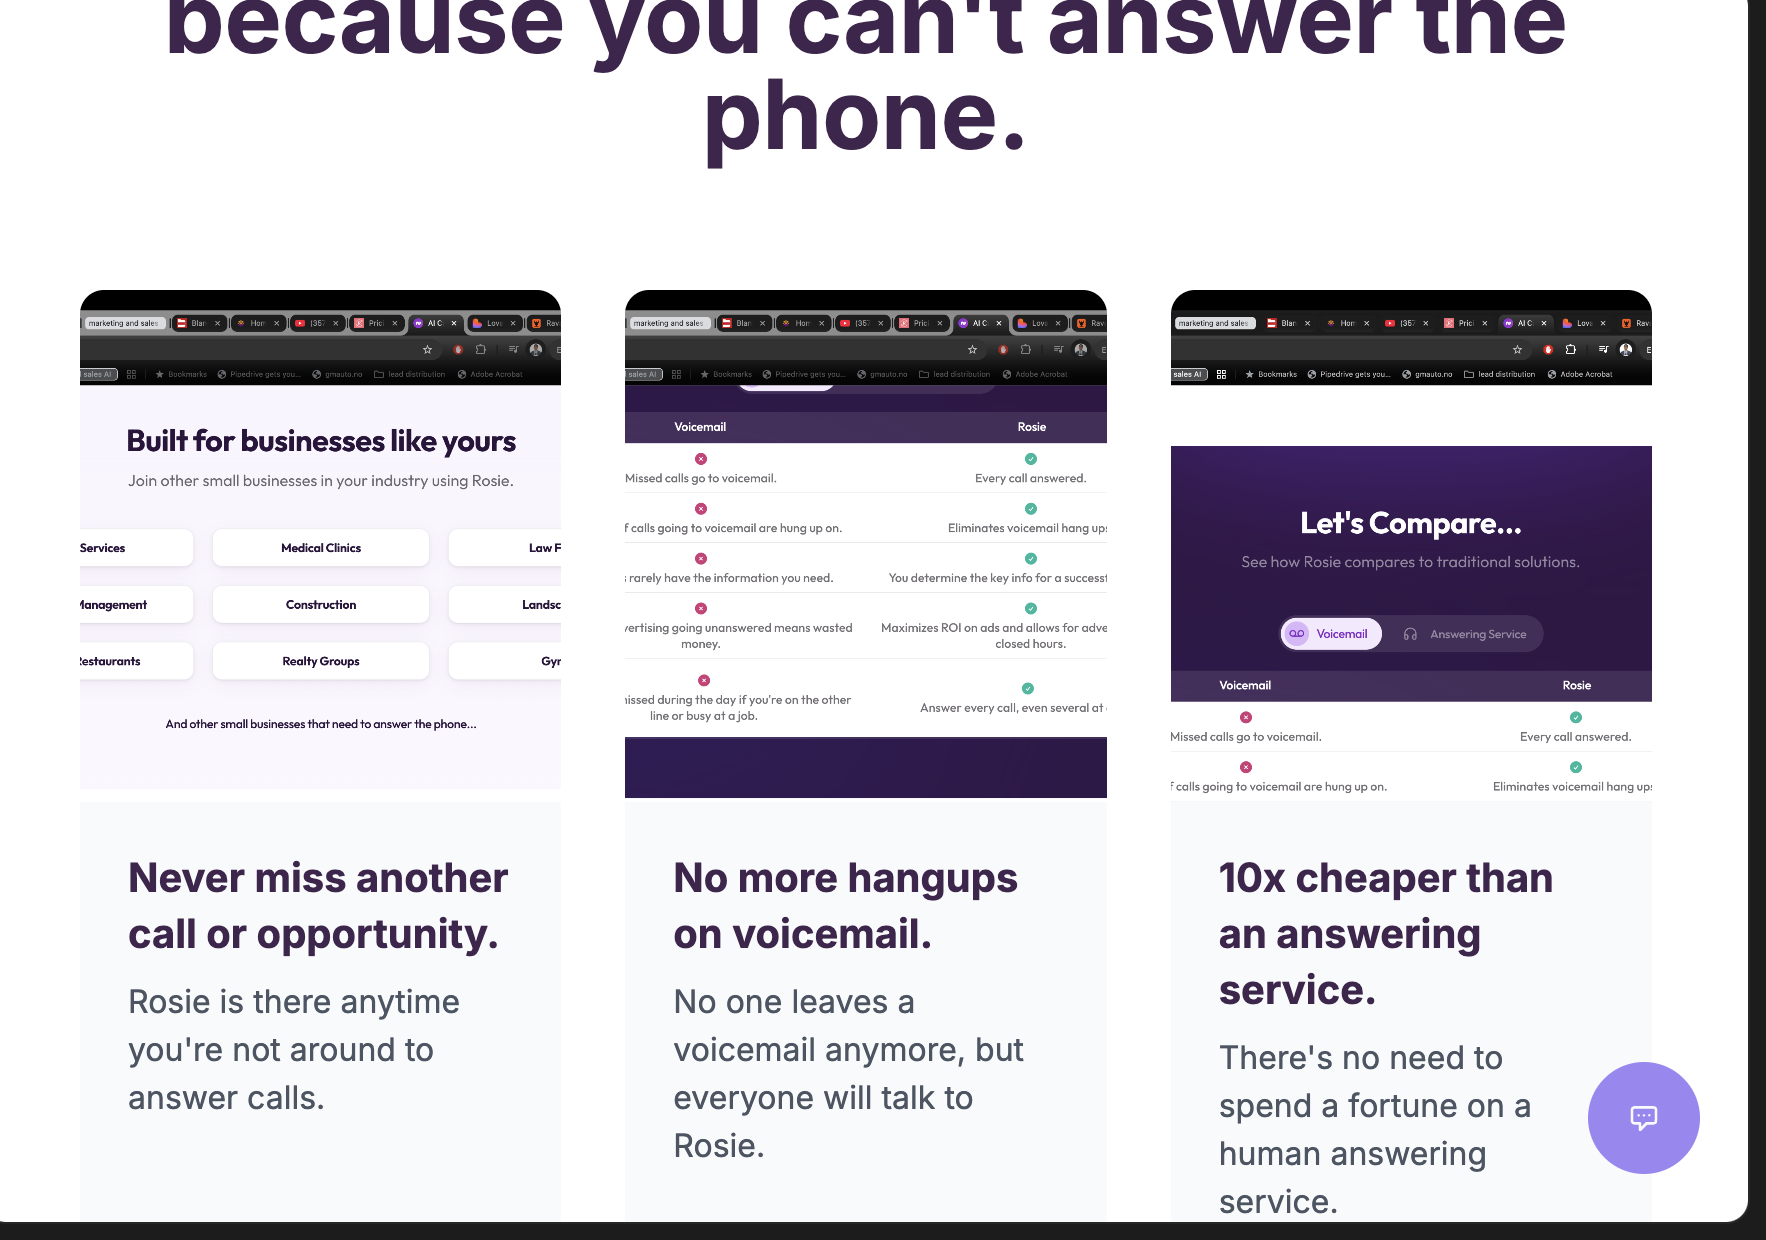 because you can't answer the
phone.
marketing and sales
Blan
Hom
(357
Prici
AI C
Lova
Rav
sales AI
Bookmarks
Pipedrive gets you...
gmauto.no
lead distribution
Adobe Acrobat
Built for businesses like yours
Join other small businesses in your industry using Rosie.
Services
Medical Clinics
Law F
Management
Construction
Landsc
Restaurants
Realty Groups
Gyr
And other small businesses that need to answer the phone...
Never miss another
call or opportunity.
Rosie is there anytime
you're not around to
answer calls.
marketing and sales
Blan
Hom
(357
Prici
AI C
Lova
Rav
sales AI
Bookmarks
Pipedrive gets you...
gmauto.no
lead distribution
Adobe Acrobat
Voicemail
Rosie
Missed calls go to voicemail.
Every call answered.
f calls going to voicemail are hung up on.
Eliminates voicemail hang ups
s rarely have the information you need.
You determine the key info for a success
vertising going unanswered means wasted
money.
Maximizes ROI on ads and allows for adve
closed hours.
nissed during the day if you're on the other
line or busy at a job.
Answer every call, even several at
No more hangups
on voicemail.
No one leaves a
voicemail anymore, but
everyone will talk to
Rosie.
marketing and sales
Blan
Hom
(357
Prici
AI C
Lova
Rav
sales AI
Bookmarks
Pipedrive gets you...
gmauto.no
lead distribution
Adobe Acrobat
Let's Compare...
See how Rosie compares to traditional solutions.
Voicemail
Answering Service
Voicemail
Rosie
Missed calls go to voicemail.
Every call answered.
f calls going to voicemail are hung up on.
Eliminates voicemail hang ups
10x cheaper than
an answering
service.
There's no need to
spend a fortune on a
human answering
service.